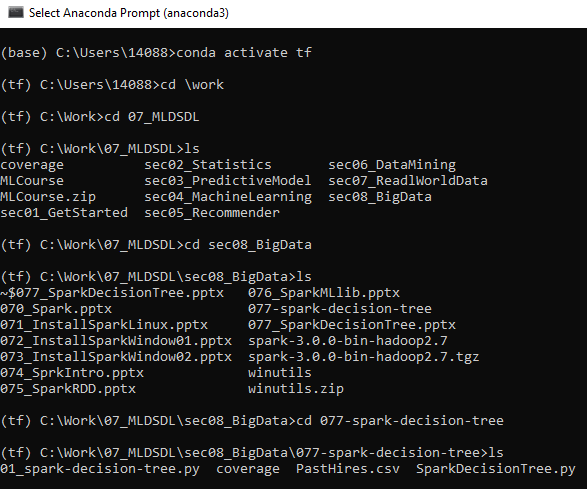 Select Anaconda Prompt (anaconda3)
(base) C:\Users\14088>conda activate tf
(tf) C:\Users\14088>cd \work
(tf) C:\Work>cd 07_MLDSDL
(tf) C:\Work\07_MLDSDL>ls
coverage sec02_Statistics sec06_DataMining
MLCourse sec03_PredictiveModel sec07_ReadlWorldData
MLCourse.zip sec04_MachineLearning sec08_BigData
sec01_GetStarted sec05_Recommender
(tf) C:\Work\07_MLDSDL>cd sec08_BigData
(tf) C:\Work\07_MLDSDL\sec08_BigData>ls
~$077_SparkDecisionTree.pptx 076_SparkMLlib.pptx
070_Spark.pptx 077-spark-decision-tree
071_InstallSparkLinux.pptx 077_SparkDecisionTree.pptx
072_InstallSparkWindow01.pptx spark-3.0.0-bin-hadoop2.7
073_InstallSparkWindow02.pptx spark-3.0.0-bin-hadoop2.7.tgz
074_SprkIntro.pptx winutils
075_SparkRDD.pptx winutils.zip
(tf) C:\Work\07_MLDSDL\sec08_BigData>cd 077-spark-decision-tree
(tf) C:\Work\07_MLDSDL\sec08_BigData\077-spark-decision-tree>ls
01_spark-decision-tree.py coverage PastHires.csv SparkDecisionTree.py